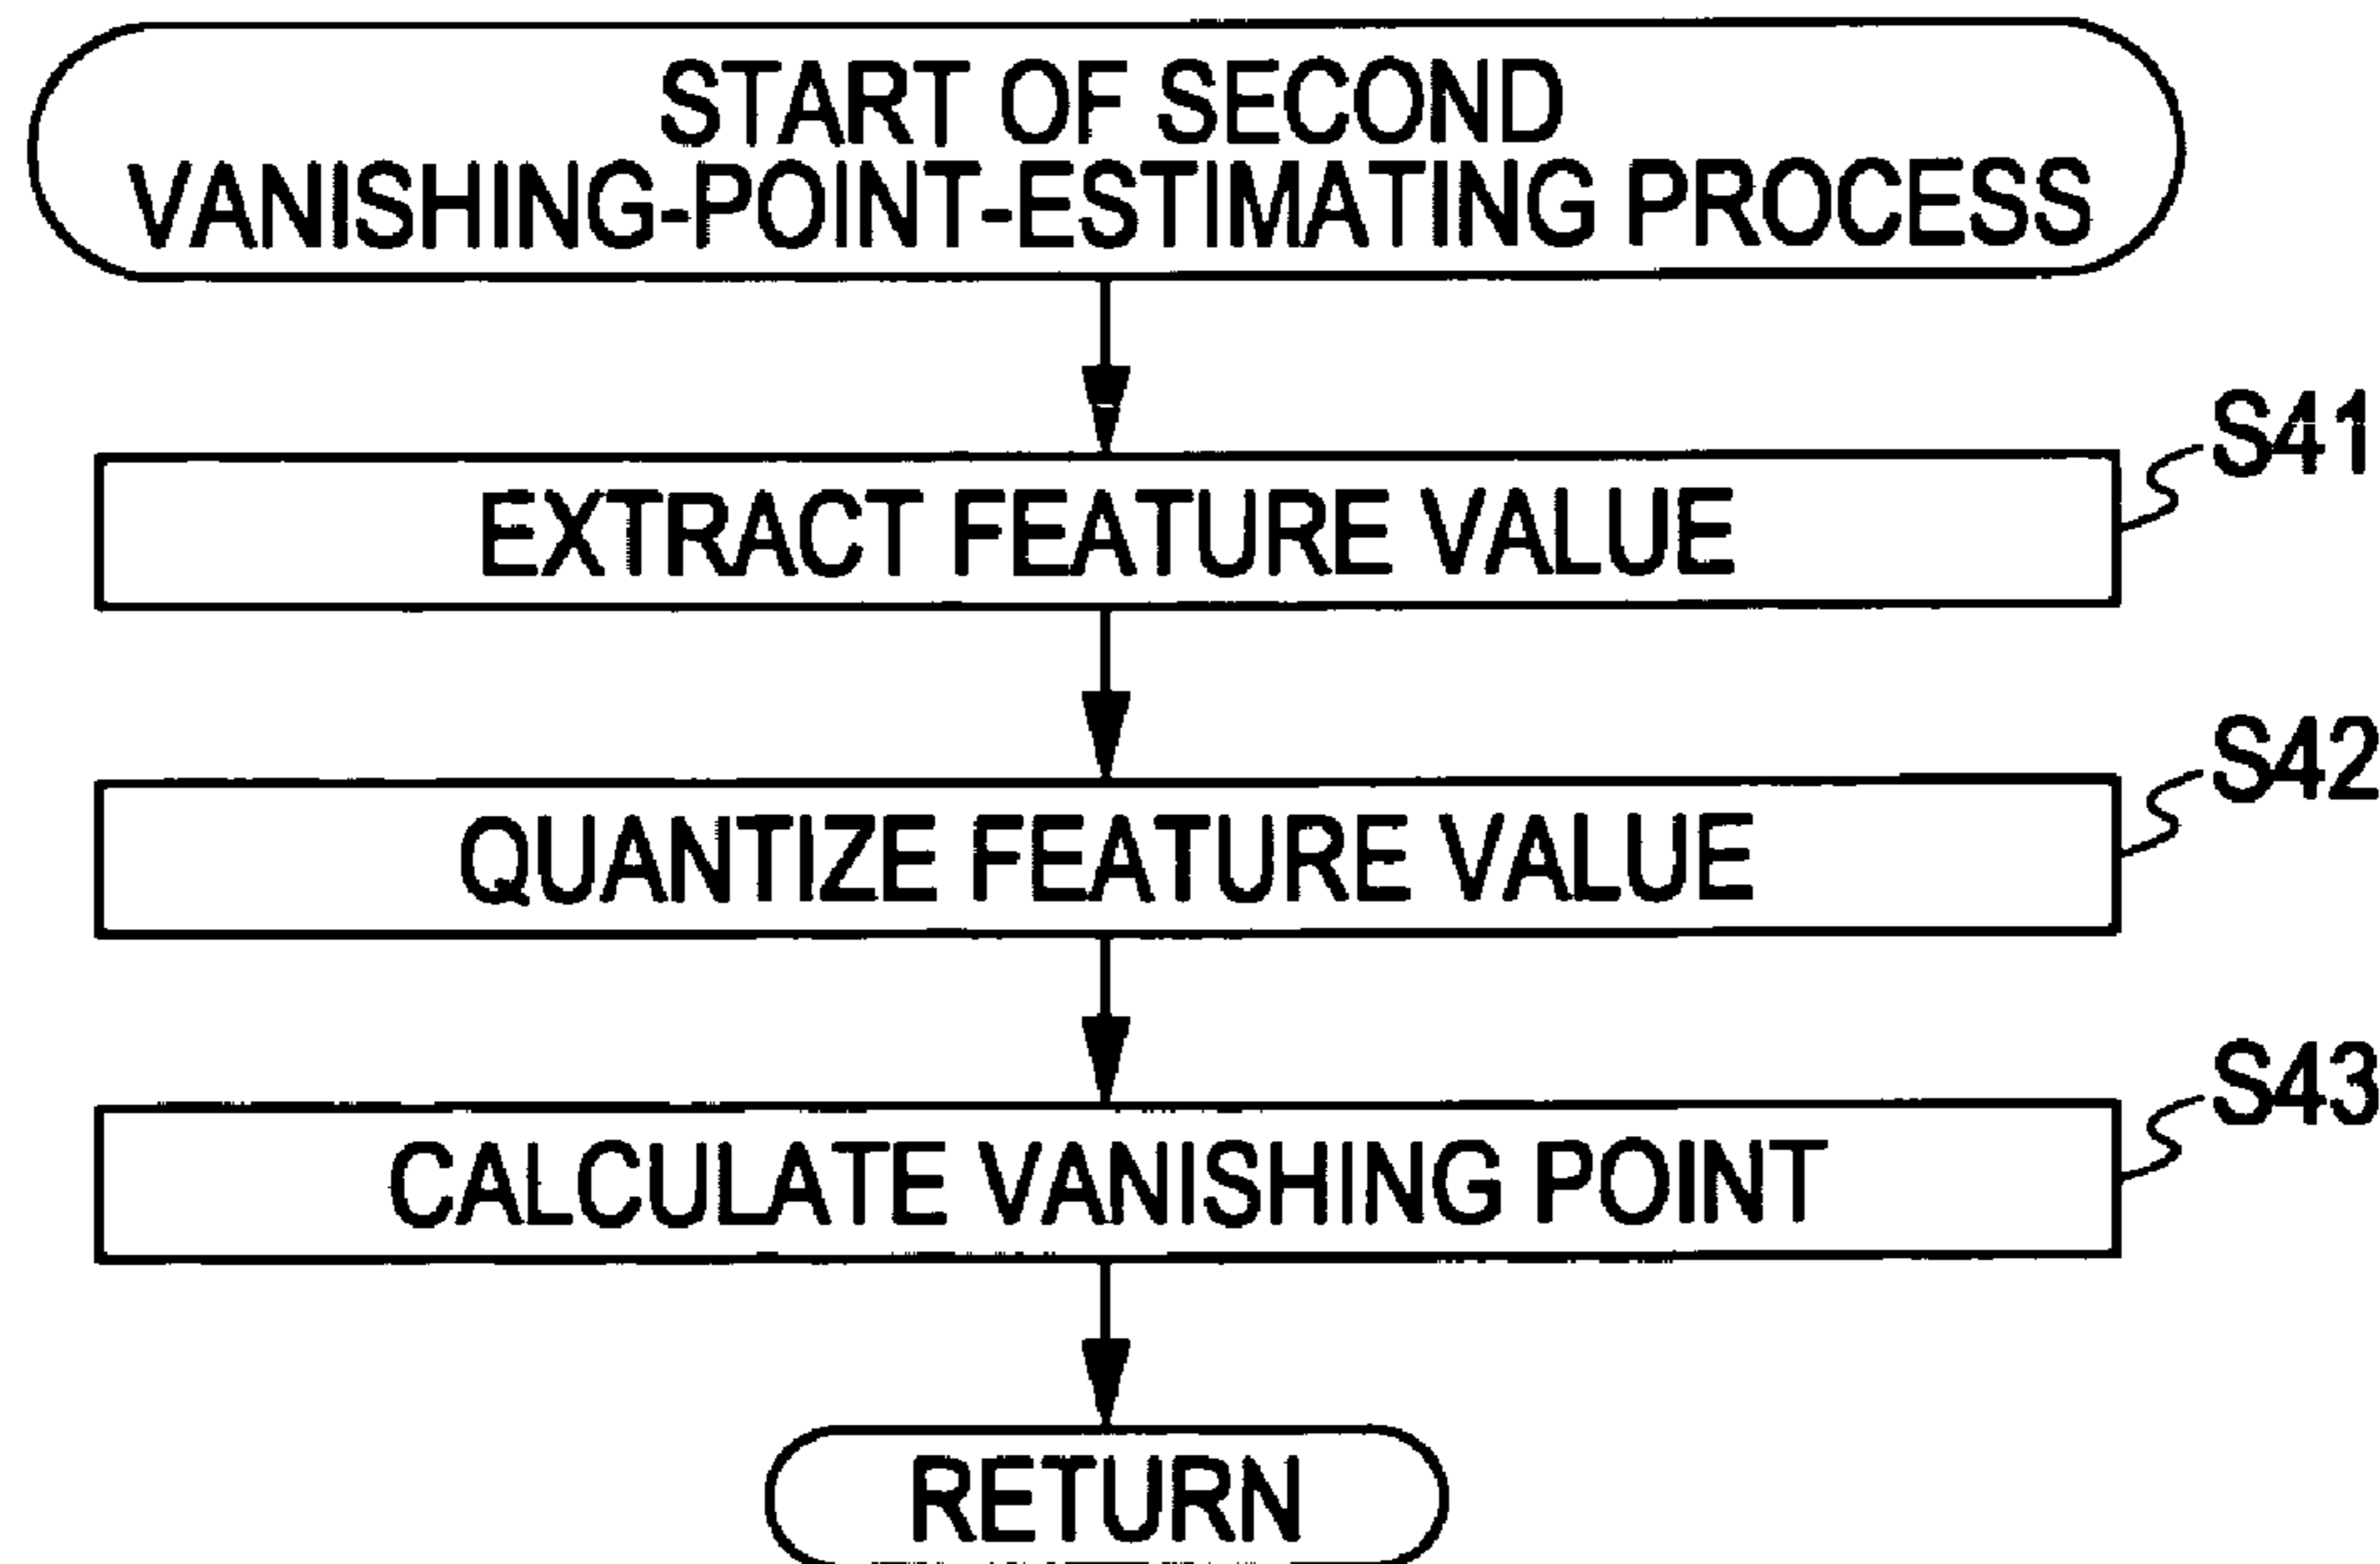 START OF SECOND
VANISHING-POINT-ESTIMATING PROCESS
S41
EXTRACT FEATURE VALUE
S42
QUANTIZE FEATURE VALUE
S43
CALCULATE VANISHING POINT
RETURN